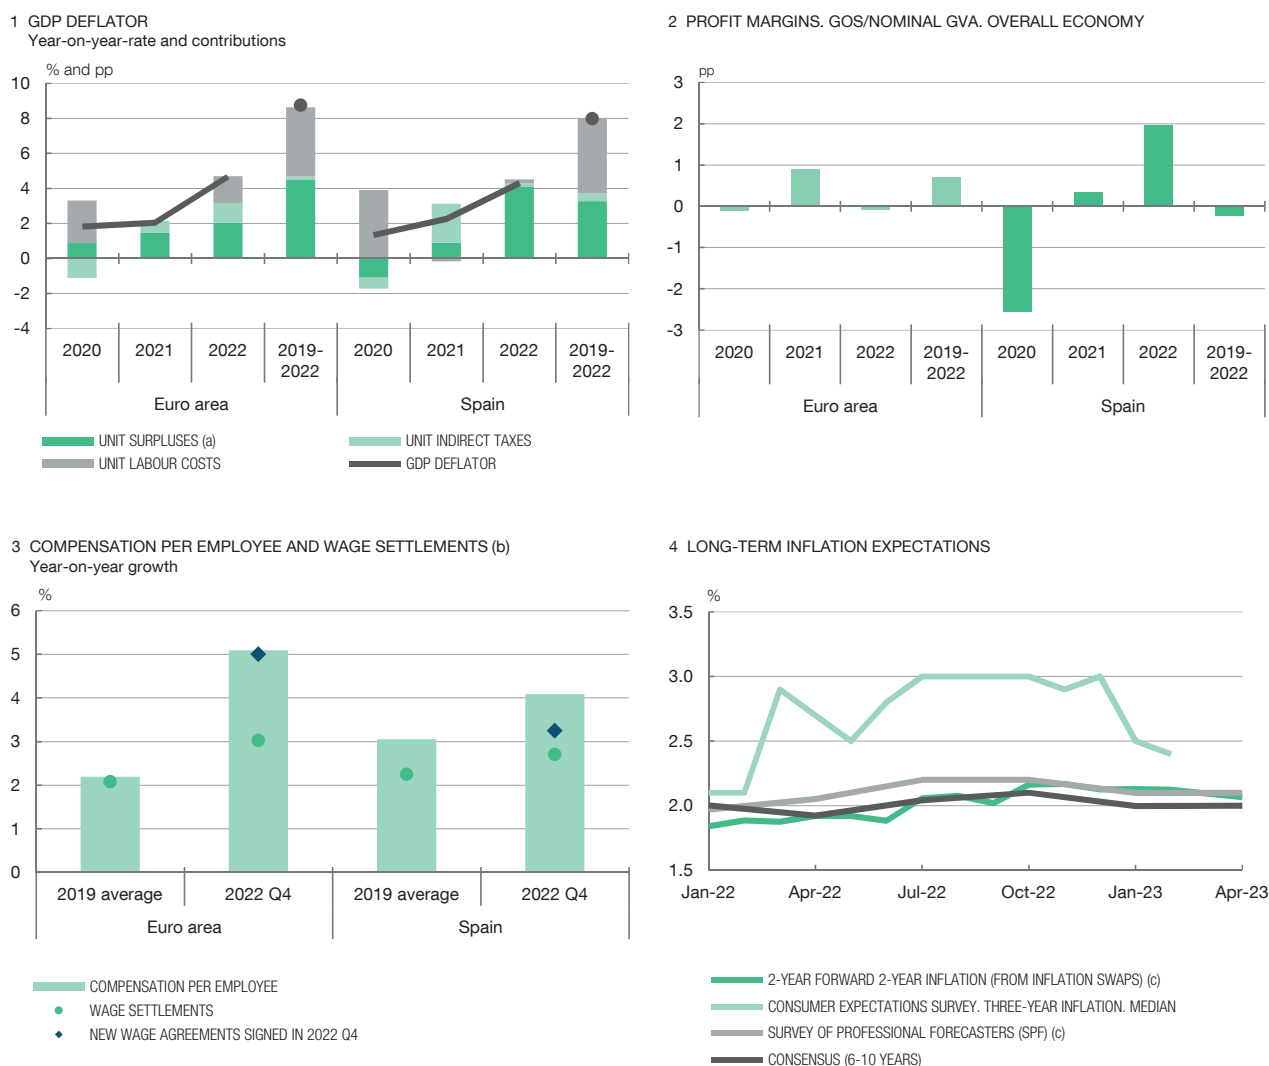 1 GDP DEFLATOR
Year-on-year-rate and contributions
% and pp
10
8
6
4
2
0
-2
-4
2020
2021
2022
2019-
2022
2020
2021
2022
2019-
2022
Euro area
Spain
UNIT SURPLUSES (a)
UNIT INDIRECT TAXES
UNIT LABOUR COSTS
GDP DEFLATOR
2 PROFIT MARGINS. GOS/NOMINAL GVA. OVERALL ECONOMY
pp
3
2
1
0
-1
-2
-3
2020
2021
2022
2019-
2022
2020
2021
2022
2019-
2022
Euro area
Spain
3 COMPENSATION PER EMPLOYEE AND WAGE SETTLEMENTS (b)
Year-on-year growth
%
6
5
4
3
2
1
0
2019 average
2022 Q4
2019 average
2022 Q4
Euro area
Spain
COMPENSATION PER EMPLOYEE
WAGE SETTLEMENTS
NEW WAGE AGREEMENTS SIGNED IN 2022 Q4
4 LONG-TERM INFLATION EXPECTATIONS
%
3.5
3.0
2.5
2.0
1.5
Jan-22
Apr-22
Jul-22
Oct-22
Jan-23
Apr-23
2-YEAR FORWARD 2-YEAR INFLATION (FROM INFLATION SWAPS) (c)
CONSUMER EXPECTATIONS SURVEY. THREE-YEAR INFLATION. MEDIAN
SURVEY OF PROFESSIONAL FORECASTERS (SPF) (c)
CONSENSUS (6-10 YEARS)